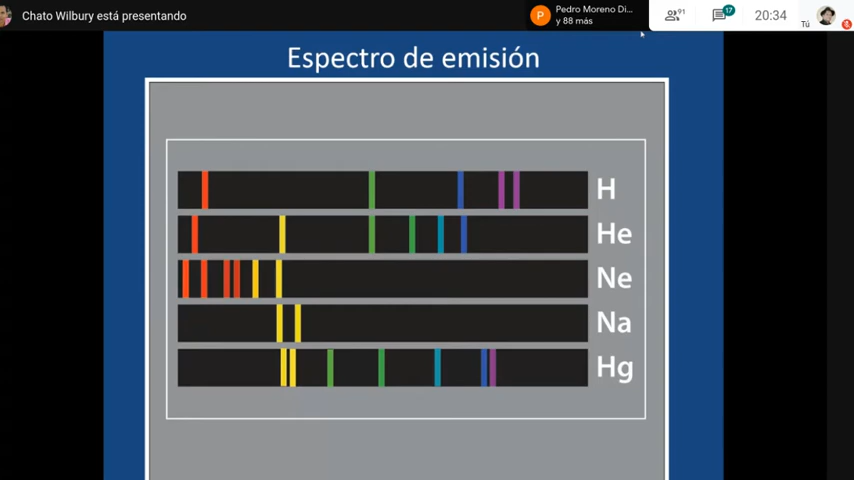 Chato Wilbury está presentando
P
Pedro Moreno Di...
y 88 más
91
17
20:34
Tú
Espectro de emisión
H
He
Ne
Na
Hg